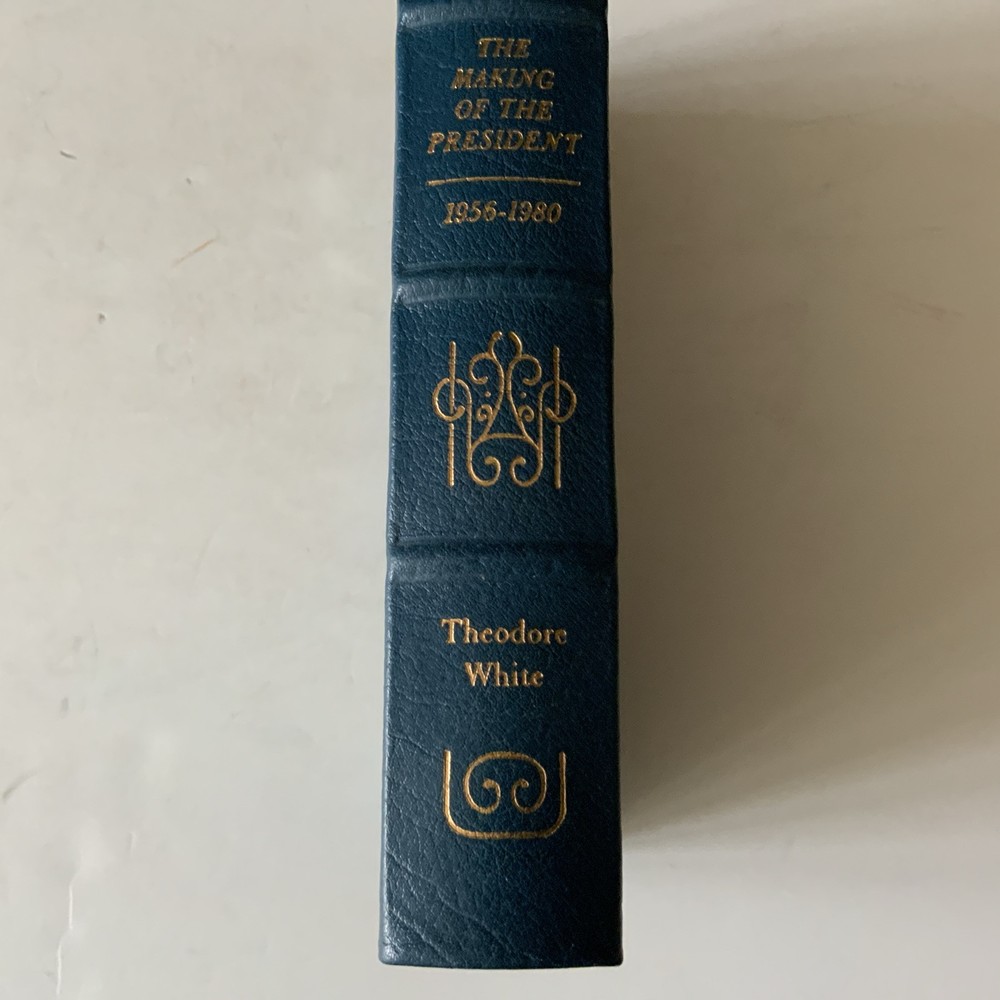 THE
MAKING
OF THE
PRESIDENT
1956-1980
Theodore
White